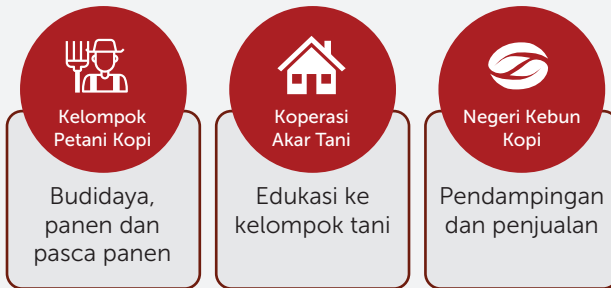 Kelompok
Petani Kopi
Budidaya,
panen dan
pasca panen
Koperasi
Akar Tani
Edukasi ke
kelompok tani
Negeri Kebun
Kopi
Pendampingan
dan penjualan